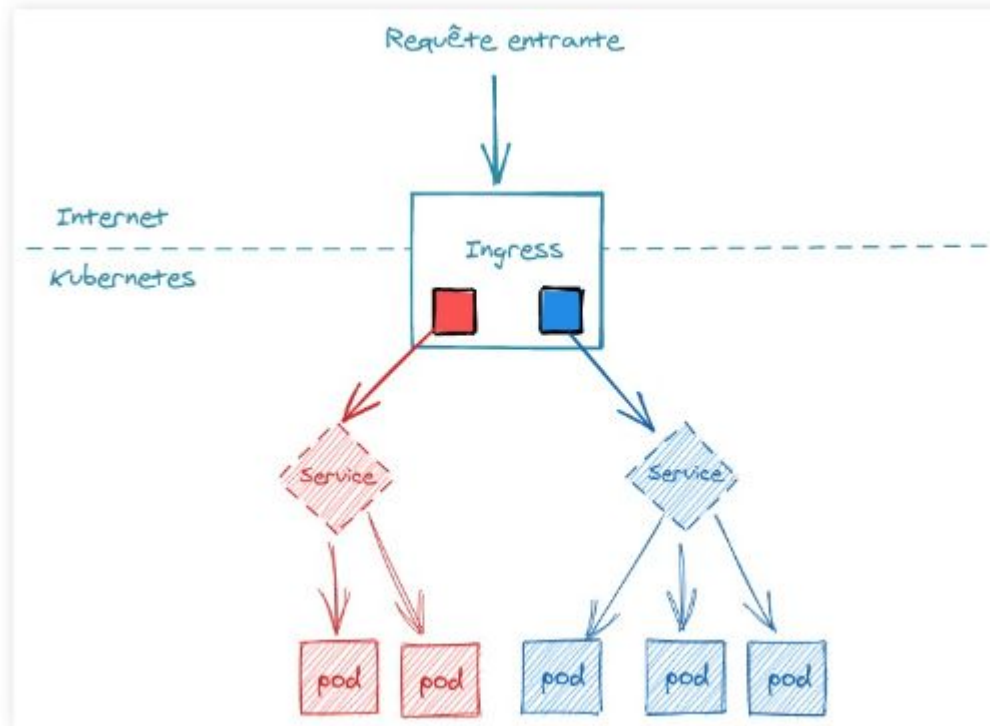 Requête entrante
Internet
Ingress
Kubernetes
Service
Service
pod
pod
pod
pod
pod